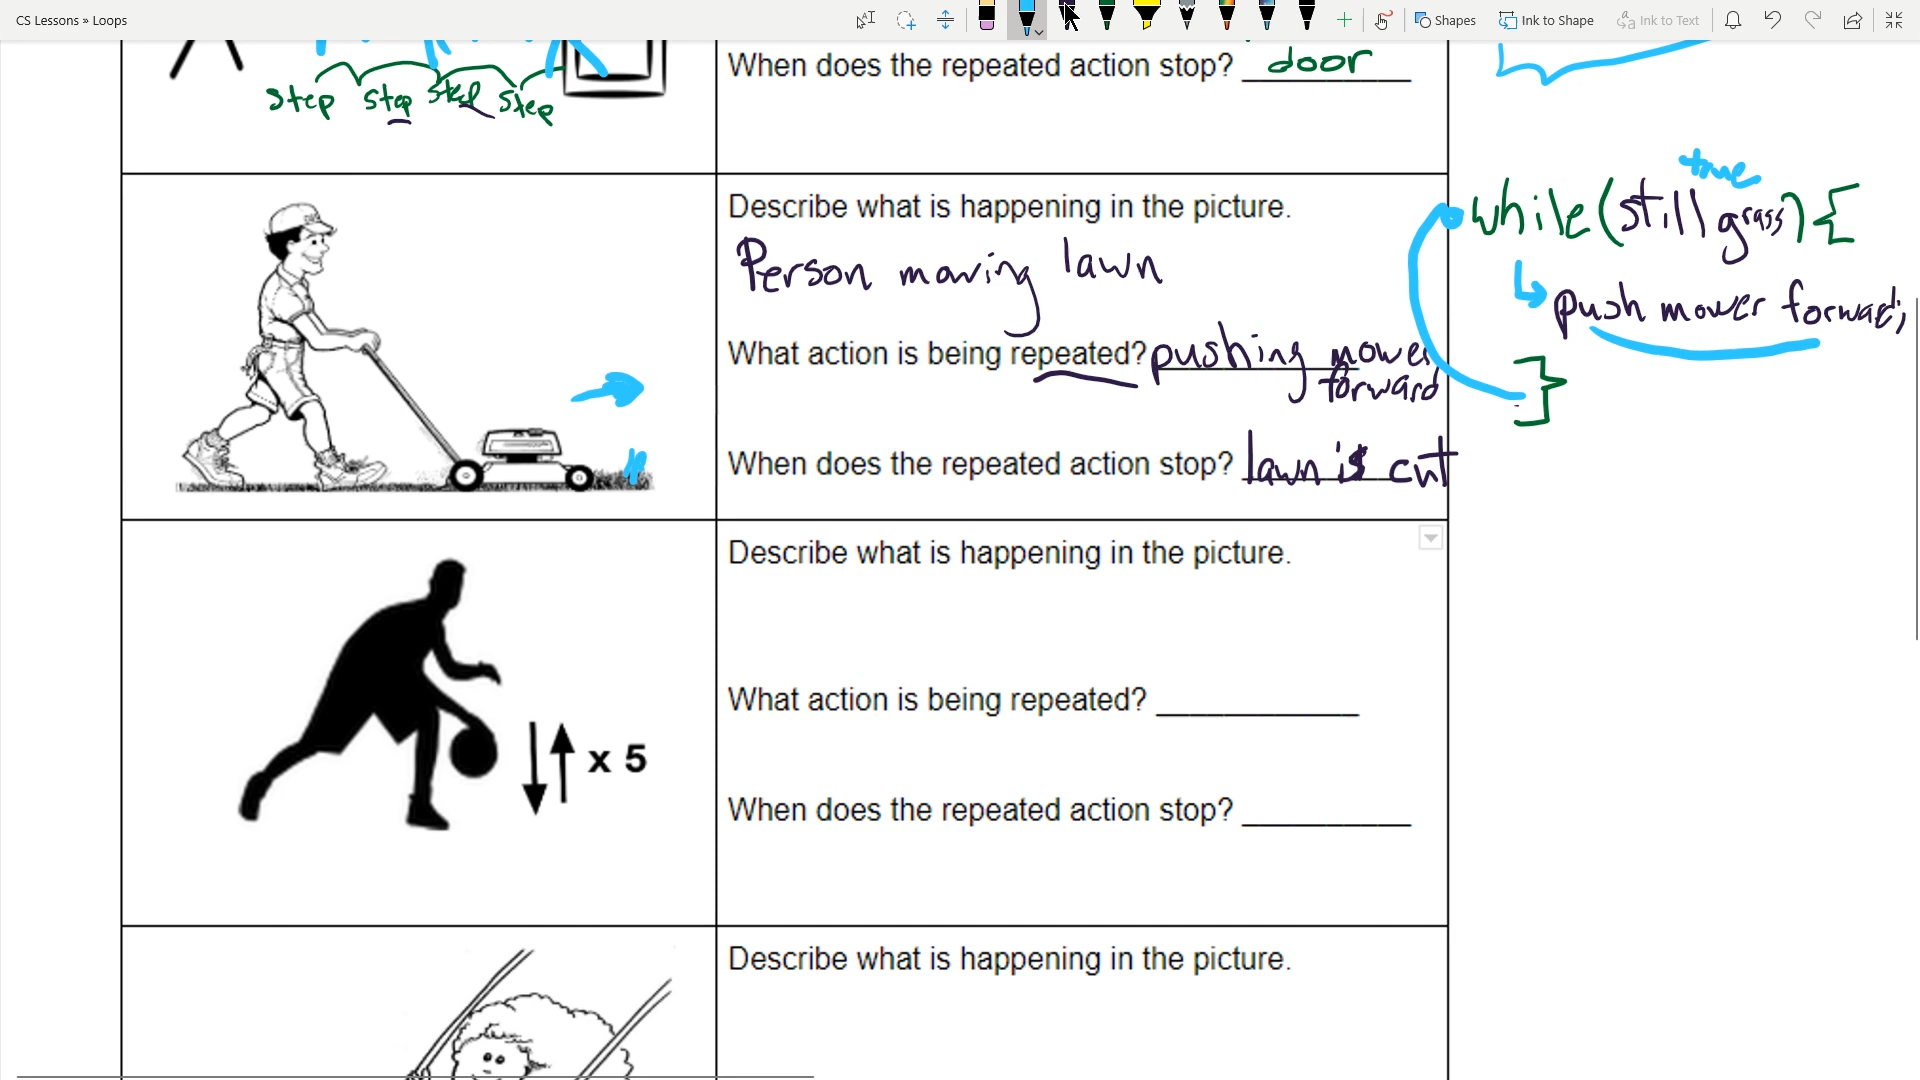 CS Lessons » Loops
Shapes
Ink to Shape
Ink to Text
When does the repeated action stop? door
step step step step
Describe what is happening in the picture.
Person mowing lawn
What action is being repeated? pushing mower
forward
When does the repeated action stop? lawn is cut
true
while(still grass){
push mower forward;
}
Describe what is happening in the picture.
What action is being repeated? ____________
When does the repeated action stop? __________
x 5
Describe what is happening in the picture.